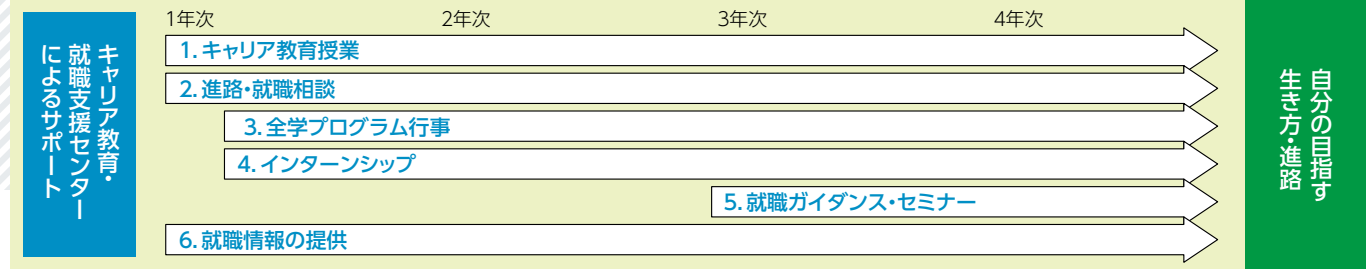 キャリア教育・
就職支援センター
によるサポート
1年次
2年次
3年次
4年次
1. キャリア教育授業
2. 進路・就職相談
3. 全学プログラム行事
4. インターンシップ
5. 就職ガイダンス・セミナー
6. 就職情報の提供
自分の目指す
生き方・進路